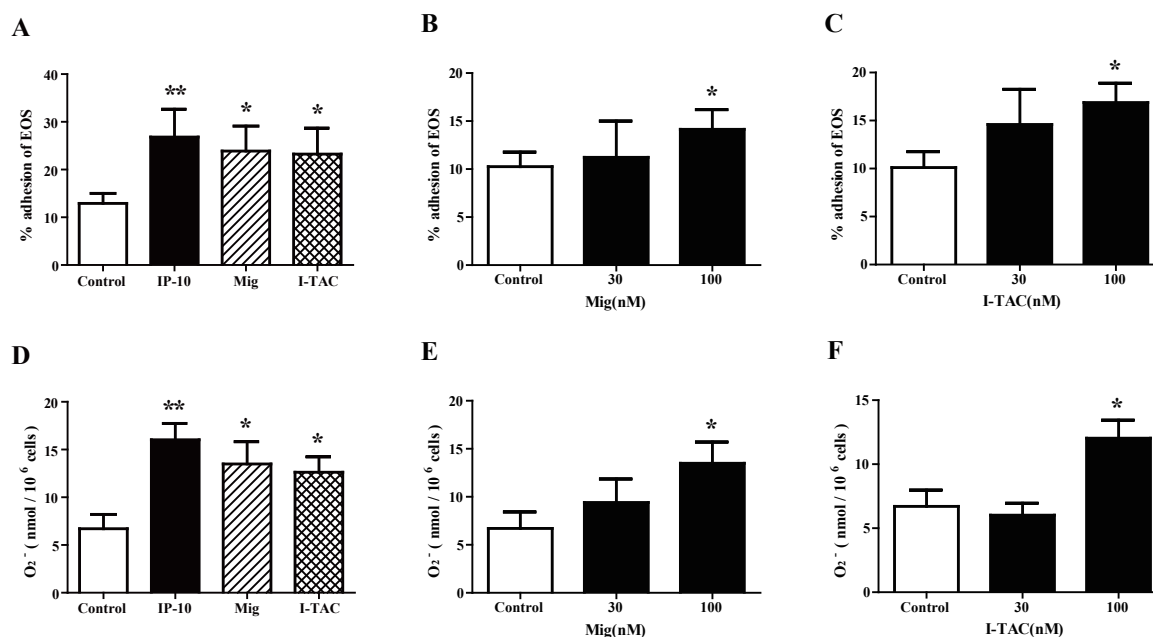 A
% adhesion of EOS
40
30
20
10
0
** * *
Control IP-10 Mig I-TAC
B
% adhesion of EOS
20
15
10
5
0
*
Control 30 100
Mig(nM)
C
% adhesion of EOS
20
15
10
5
0
*
Control 30 100
I-TAC(nM)
D
O₂⁻ ( nmol / 10⁶ cells )
20
15
10
5
0
** * *
Control IP-10 Mig I-TAC
E
O₂⁻ ( nmol / 10⁶ cells )
20
15
10
5
0
*
Control 30 100
Mig(nM)
F
O₂⁻ ( nmol / 10⁶ cells )
15
10
5
0
*
Control 30 100
I-TAC(nM)